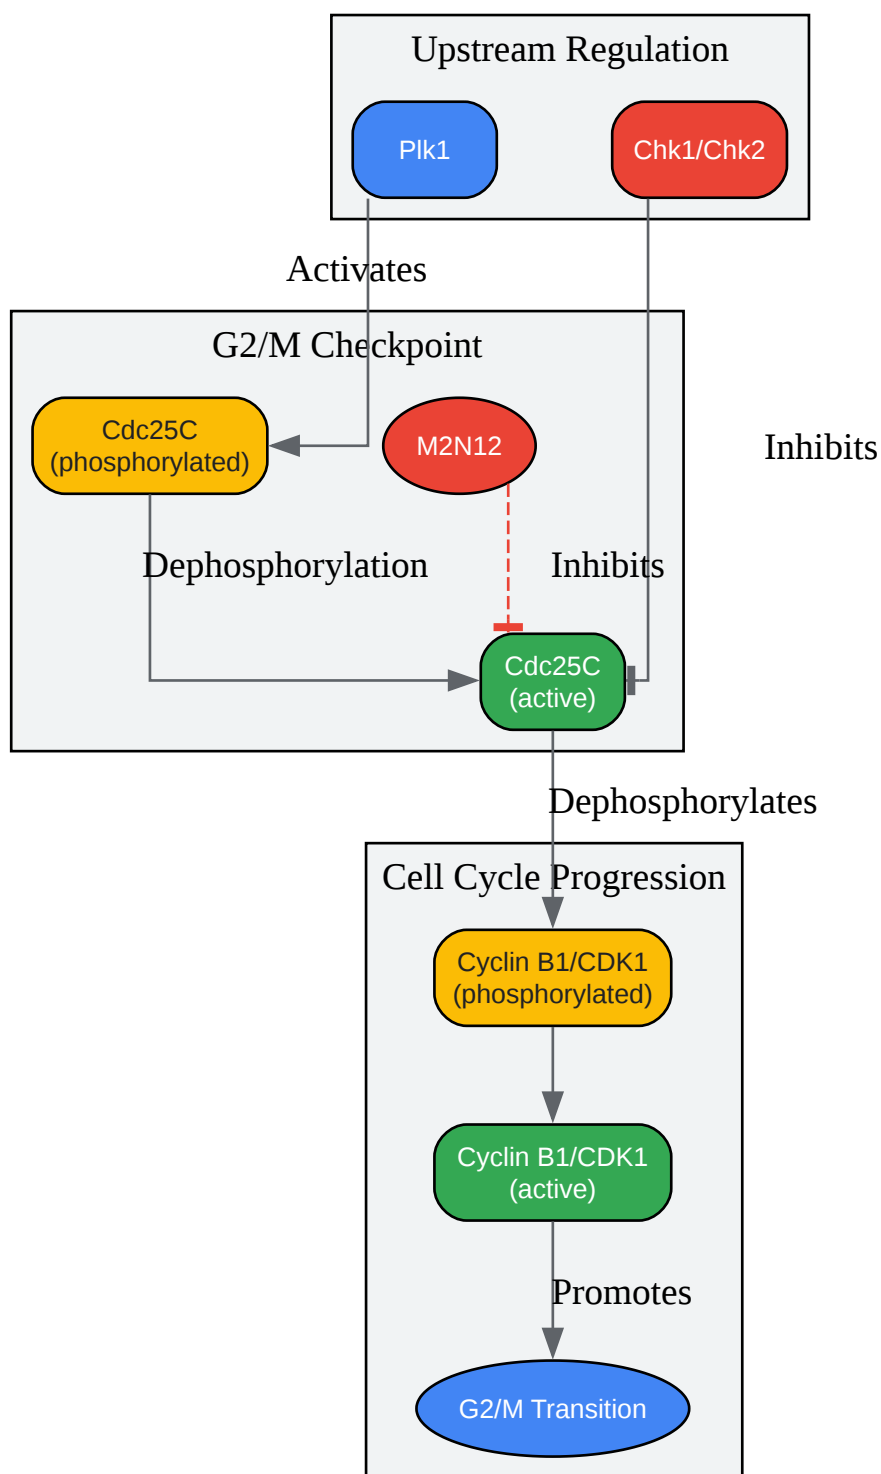 Upstream Regulation
Plk1
Chk1/Chk2
Activates
G2/M Checkpoint
Cdc25C
(phosphorylated)
M2N12
Inhibits
Dephosphorylation
Inhibits
Cdc25C
(active)
Dephosphorylates
Cell Cycle Progression
Cyclin B1/CDK1
(phosphorylated)
Cyclin B1/CDK1
(active)
Promotes
G2/M Transition